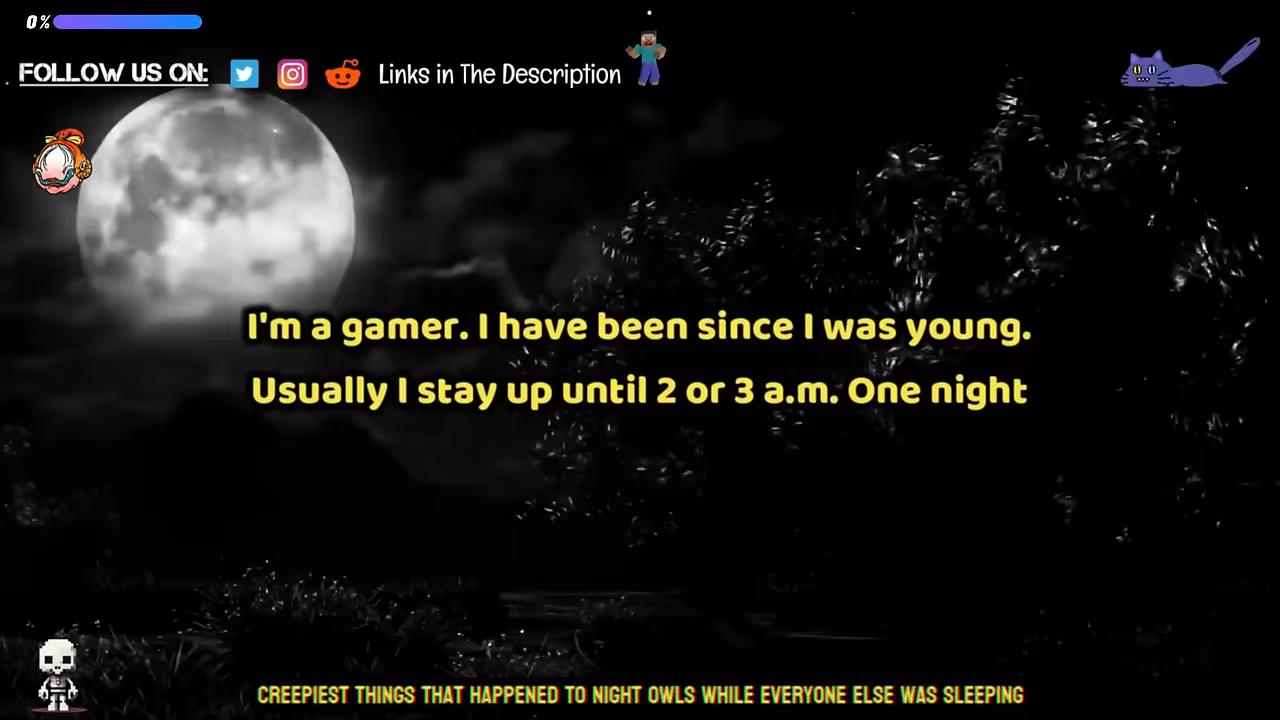 0%
FOLLOW US ON: Links in The Description
I'm a gamer. I have been since I was young.
Usually I stay up until 2 or 3 a.m. One night
CREEPIEST THINGS THAT HAPPENED TO NIGHT OWLS WHILE EVERYONE ELSE WAS SLEEPING